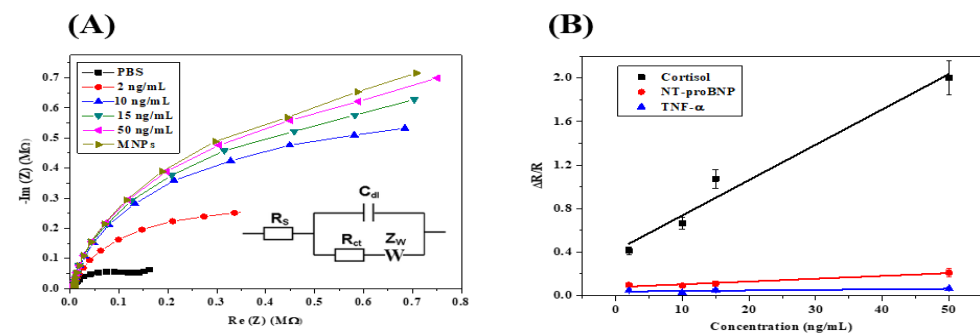 (A)
(B)
PBS
2 ng/mL
10 ng/mL
15 ng/mL
50 ng/mL
MNPs
-Im (Z) (MΩ)
0.7
0.6
0.5
0.4
0.3
0.2
0.1
0.0
0.0 0.1 0.2 0.3 0.4 0.5 0.6 0.7 0.8
Re (Z) (MΩ)
Rs
Cdl
Rct
Zw
W
Cortisol
NT-proBNP
TNF-α
ΔR/R
2.0
1.6
1.2
0.8
0.4
0.0
0 10 20 30 40 50
Concentration (ng/mL)